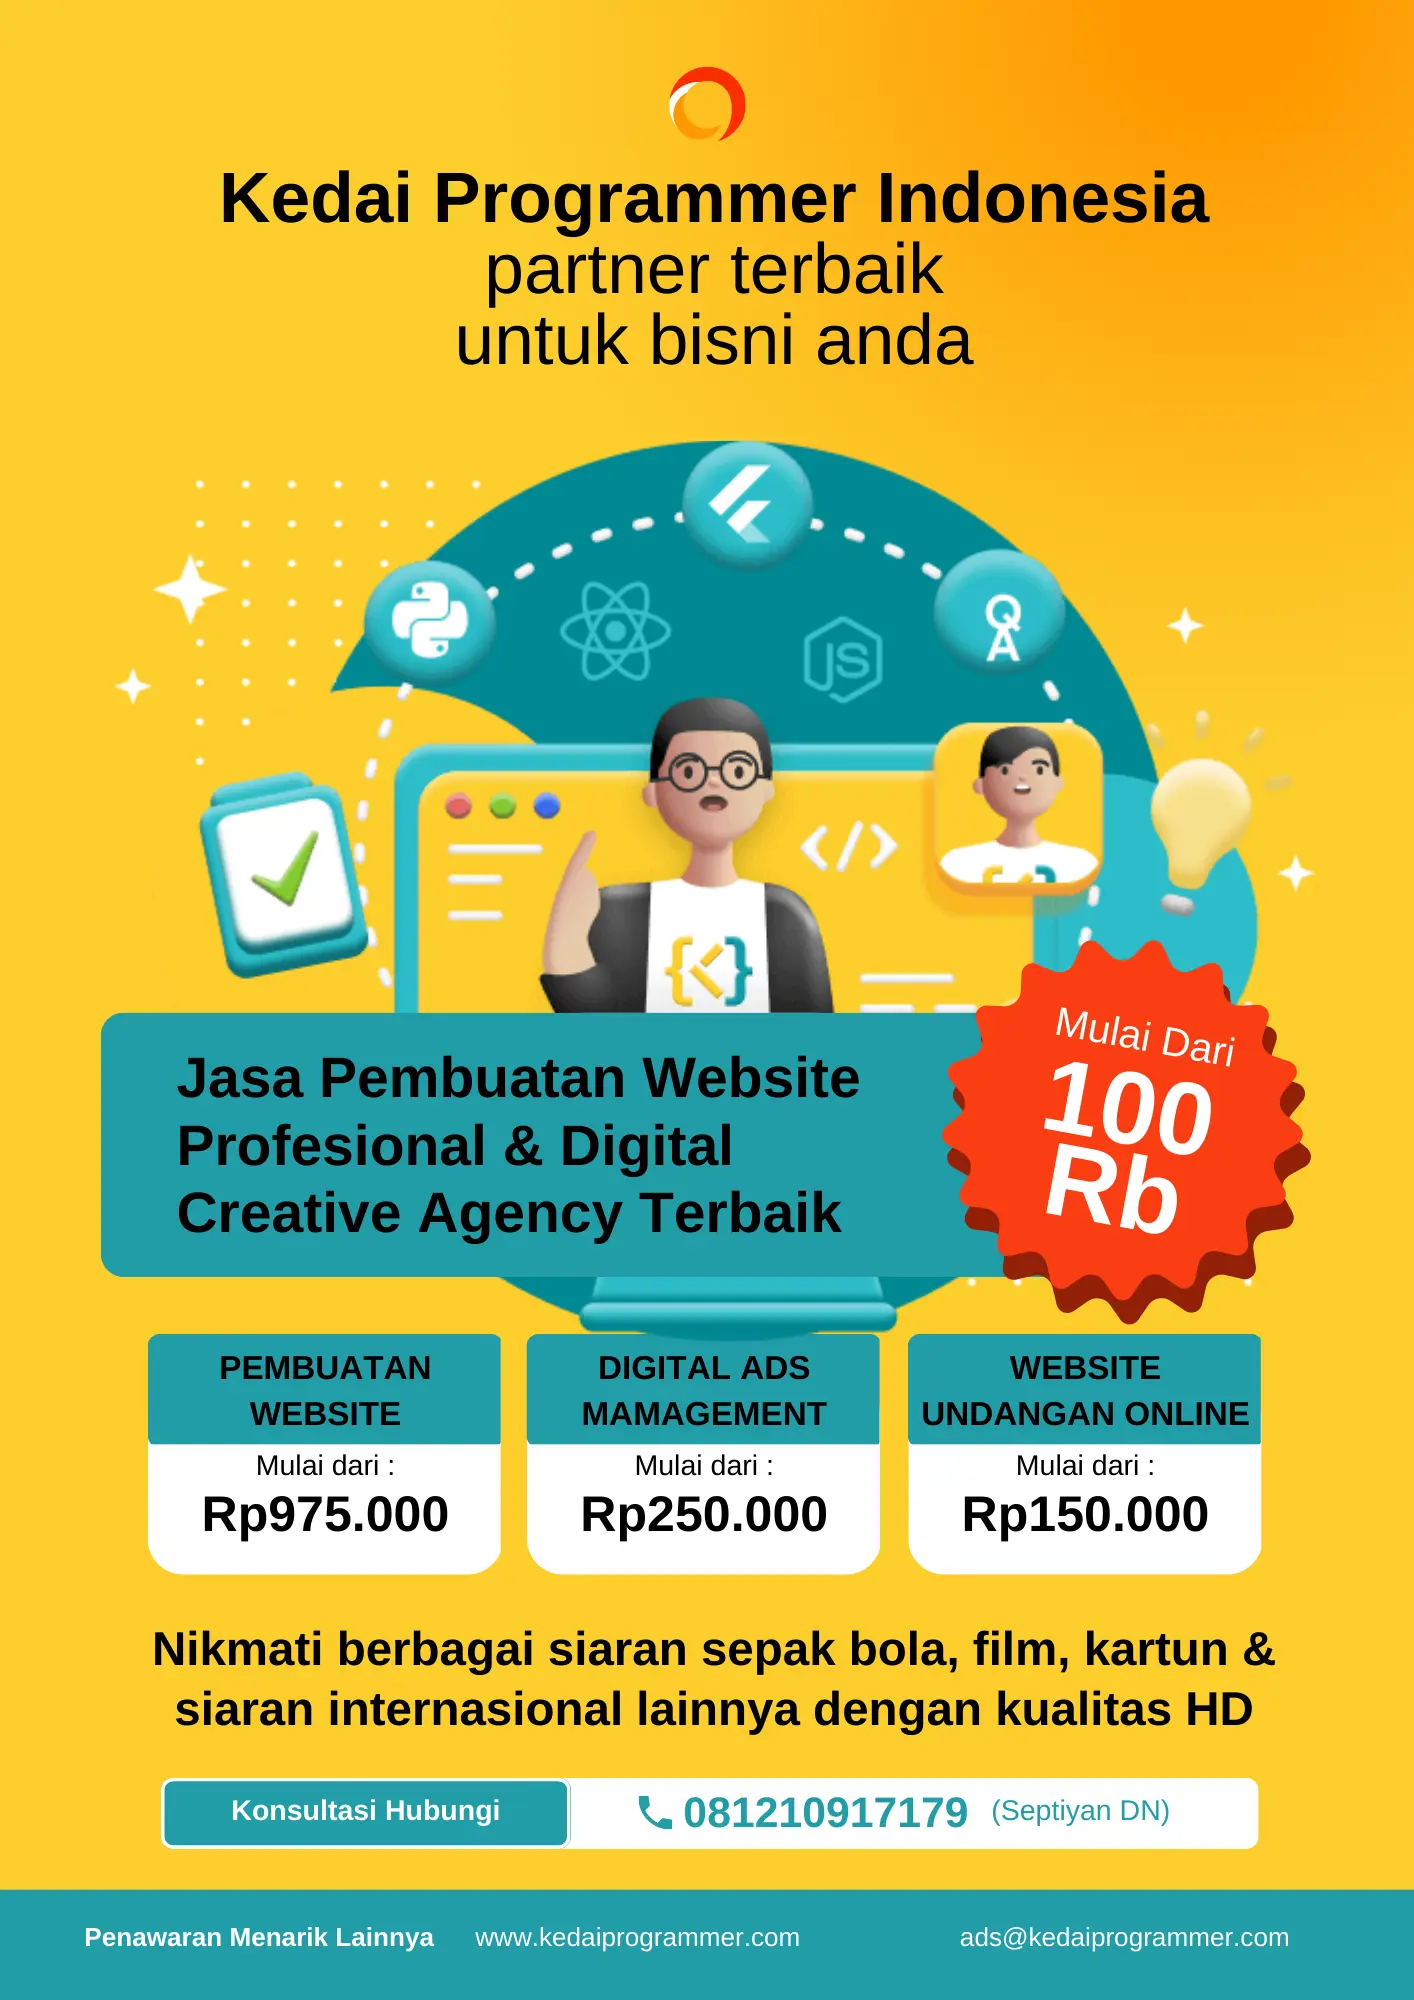 Kedai Programmer Indonesia
partner terbaik
untuk bisni anda
Q
A
JS
</>
{<}
Jasa Pembuatan Website
Profesional & Digital
Creative Agency Terbaik
Mulai Dari
100
Rb
PEMBUATAN
WEBSITE
Mulai dari :
Rp975.000
DIGITAL ADS
MAMAGEMENT
Mulai dari :
Rp250.000
WEBSITE
UNDANGAN ONLINE
Mulai dari :
Rp150.000
Nikmati berbagai siaran sepak bola, film, kartun &
siaran internasional lainnya dengan kualitas HD
Konsultasi Hubungi
081210917179 (Septiyan DN)
Penawaran Menarik Lainnya www.kedaiprogrammer.com ads@kedaiprogrammer.com